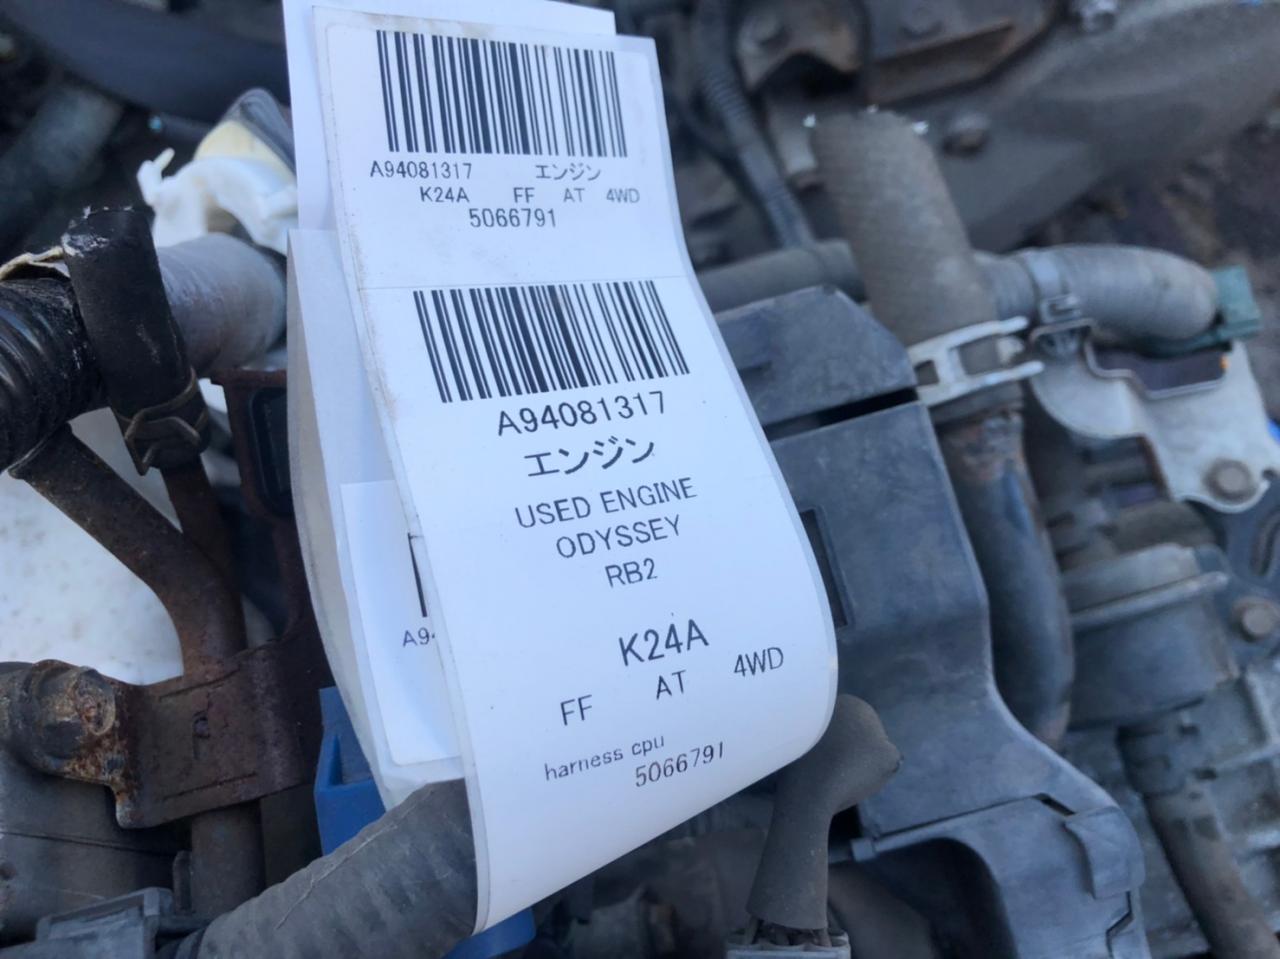 A94081317 エンジン
K24A FF AT 4WD
5066791
A94081317
エンジン
USED ENGINE
ODYSSEY
RB2
K24A
FF AT 4WD
harness cpu
5066791
A94